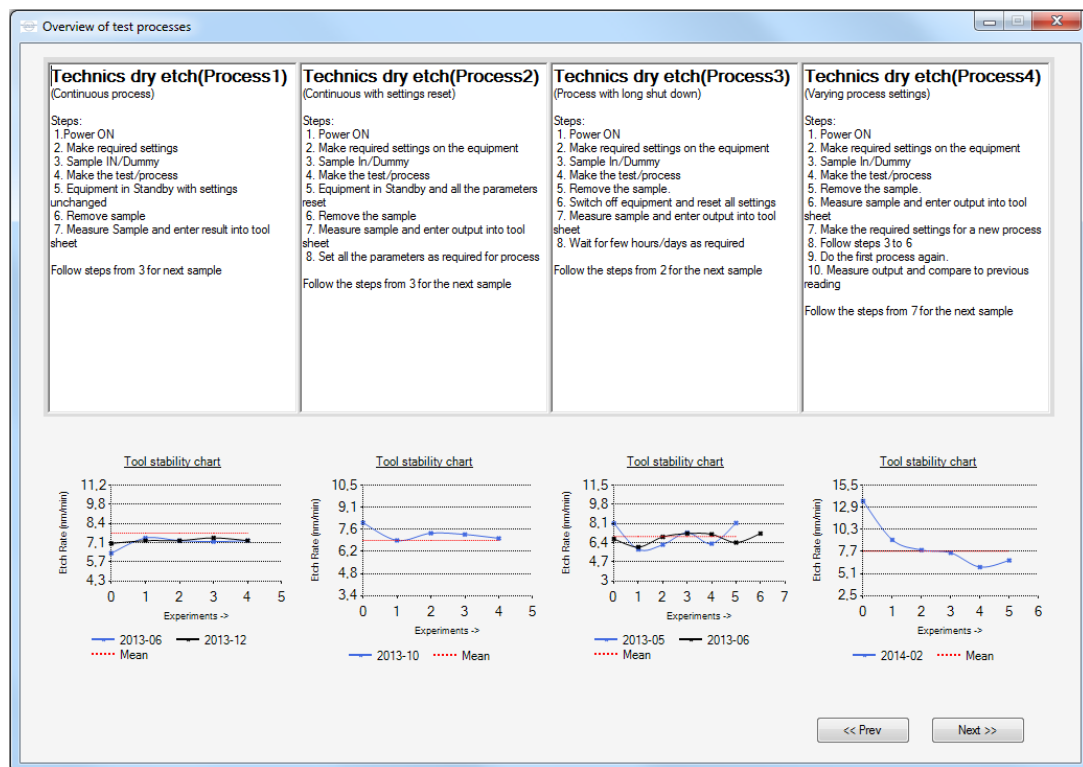 Overview of test processes
Technics dry etch(Process1)
(Continuous process)
Steps:
1.Power ON
2. Make required settings
3. Sample IN/Dummy
4. Make the test/process
5. Equipment in Standby with settings
unchanged
6. Remove sample
7. Measure Sample and enter result into tool
sheet
Follow steps from 3 for next sample
Technics dry etch(Process2)
(Continuous with settings reset)
Steps:
1. Power ON
2. Make required settings on the equipment
3. Sample In/Dummy
4. Make the test/process
5. Equipment in Standby and all the parameters
reset
6. Remove the sample
7. Measure sample and enter output into tool
sheet
8. Set all the parameters as required for process
Follow the steps from 3 for the next sample
Technics dry etch(Process3)
(Process with long shut down)
Steps:
1. Power ON
2. Make required settings on the equipment
3. Sample In/Dummy
4. Make the test/process
5. Remove the sample.
6. Switch off equipment and reset all settings
7. Measure sample and enter output into tool
sheet
8. Wait for few hours/days as required
Follow the steps from 2 for the next sample
Technics dry etch(Process4)
(Varying process settings)
Steps:
1. Power ON
2. Make required settings on the equipment
3. Sample In/Dummy
4. Make the test/process
5. Remove the sample.
6. Measure sample and enter output into tool
sheet
7. Make the required settings for a new process
8. Follow steps 3 to 6
9. Do the first process again.
10. Measure output and compare to previous
reading
Follow the steps from 7 for the next sample
Tool stability chart
Etch Rate (nm/min)
11,2
9,8
8,4
7,1
5,7
4,3
0 1 2 3 4 5
Experiments ->
2013-06 2013-12
Mean
Tool stability chart
Etch Rate (nm/min)
10,5
9,1
7,6
6,2
4,8
3,4
0 1 2 3 4 5
Experiments ->
2013-10 Mean
Tool stability chart
Etch Rate (nm/min)
11,5
9,8
8,1
6,4
4,7
3
0 1 2 3 4 5 6 7
Experiments ->
2013-05 2013-06
Mean
Tool stability chart
Etch Rate (nm/min)
15,5
12,9
10,3
7,7
5,1
2,5
0 1 2 3 4 5 6
Experiments ->
2014-02 Mean
<< Prev Next >>